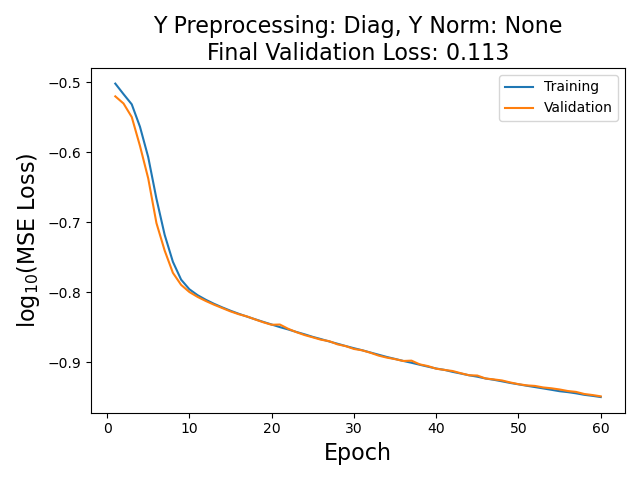 Y Preprocessing: Diag, Y Norm: None
Final Validation Loss: 0.113
Training
Validation
−0.5
−0.6
−0.7
−0.8
−0.9
log₁₀(MSE Loss)
0
10
20
30
40
50
60
Epoch